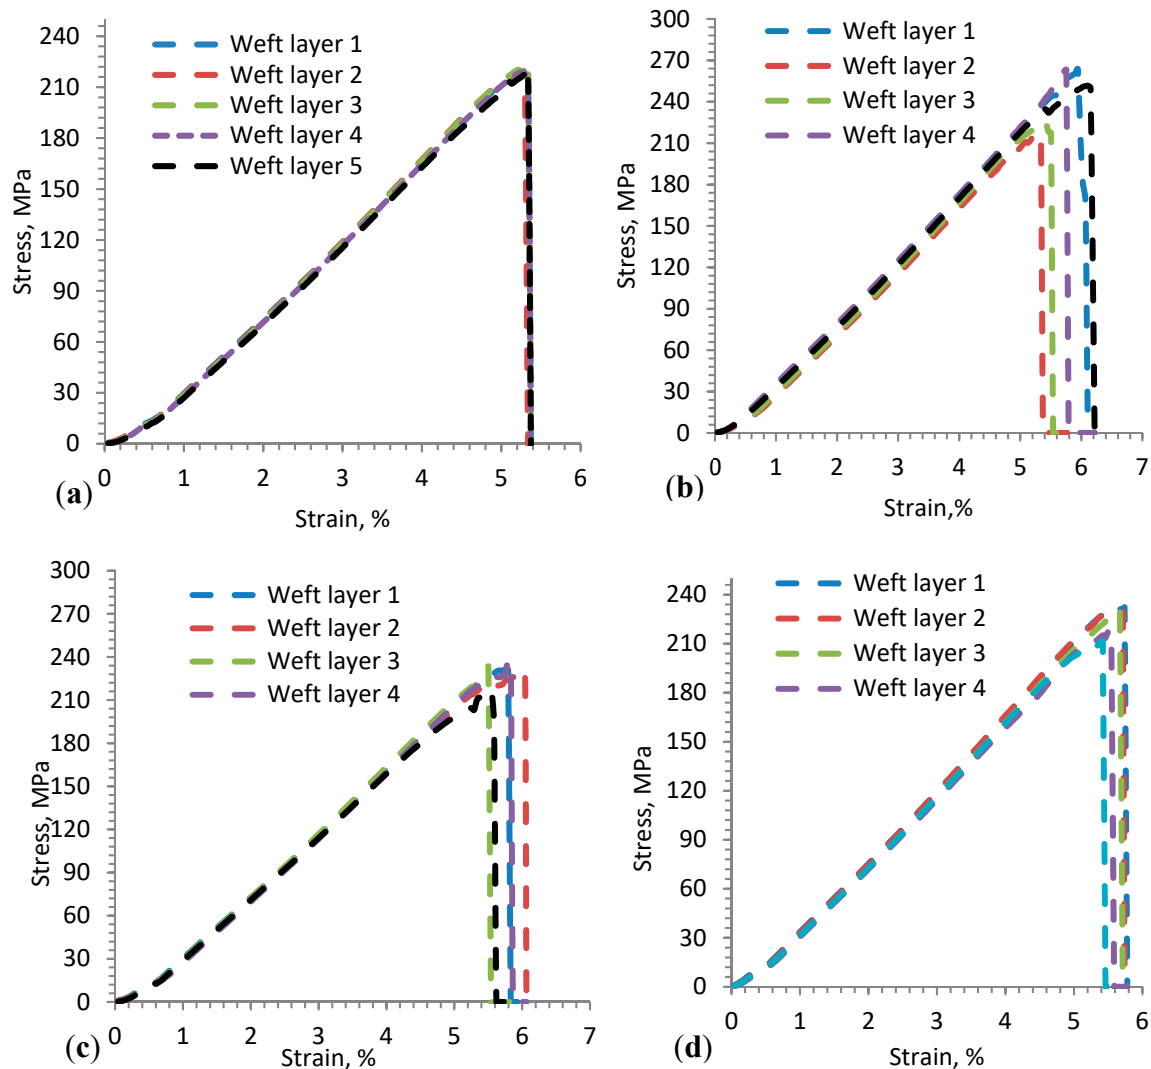 240
210
180
150
120
90
60
30
0
Stress, MPa
Weft layer 1
Weft layer 2
Weft layer 3
Weft layer 4
Weft layer 5
0 1 2 3 4 5 6
(a)
Strain, %
300
270
240
210
180
150
120
90
60
30
0
Stress, MPa
Weft layer 1
Weft layer 2
Weft layer 3
Weft layer 4
0 1 2 3 4 5 6 7
(b)
Strain,%
300
270
240
210
180
150
120
90
60
30
0
Stress, MPa
Weft layer 1
Weft layer 2
Weft layer 3
Weft layer 4
0 1 2 3 4 5 6 7
(c)
Strain, %
240
210
180
150
120
90
60
30
0
Stress, MPa
Weft layer 1
Weft layer 2
Weft layer 3
Weft layer 4
0 1 2 3 4 5 6
(d)
Strain, %